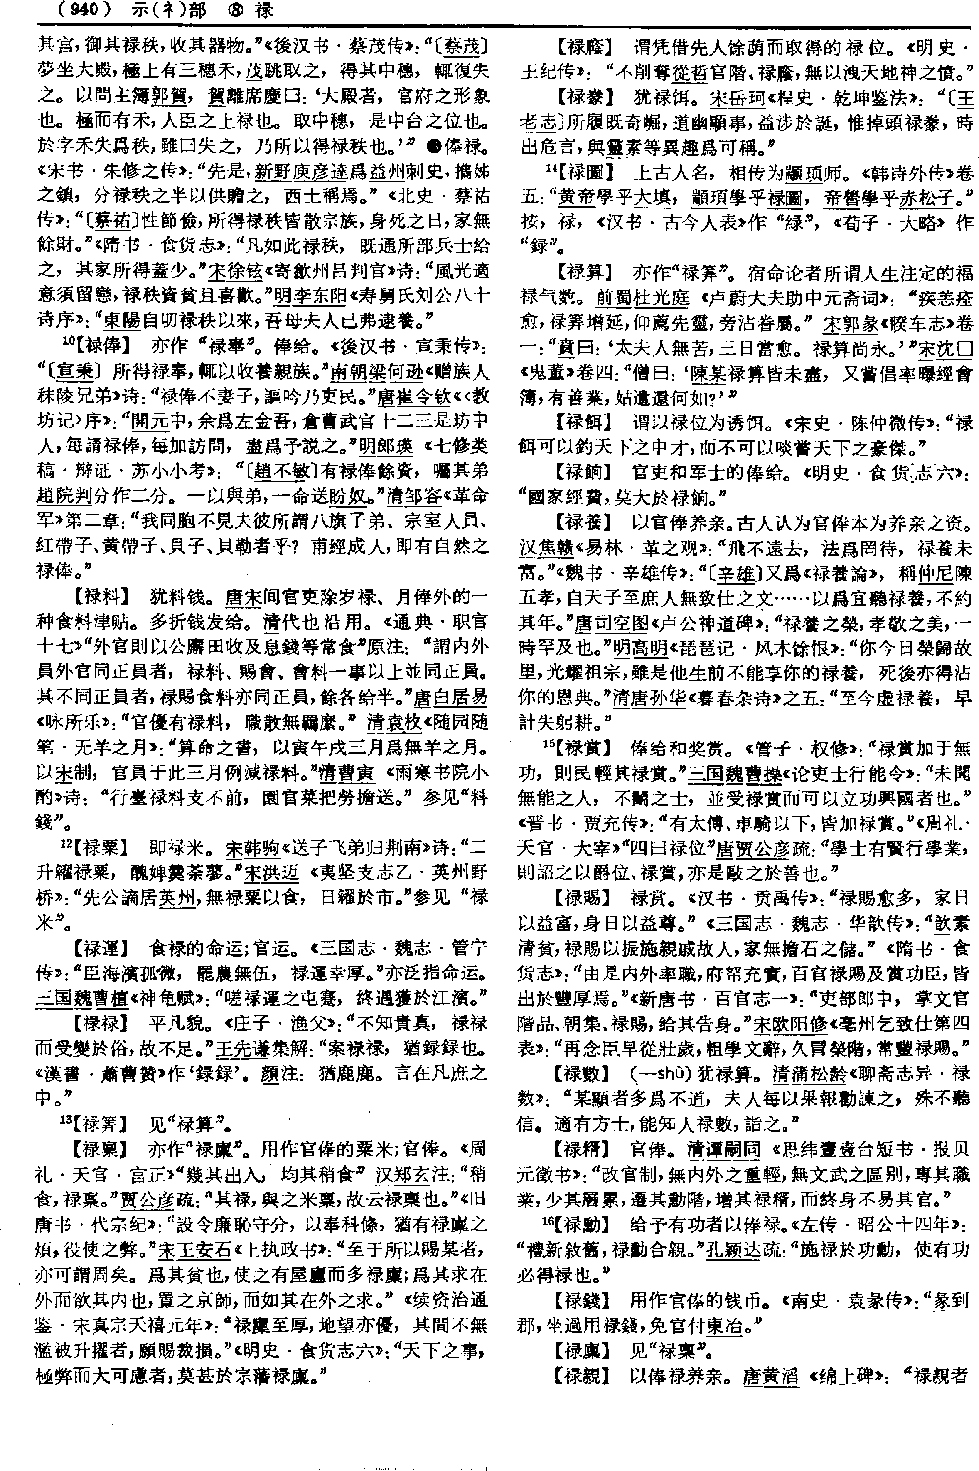 (940) 示(礻)部 ⑧ 禄
其宫,御其禄秩,收其器物。”《後汉书·蔡茂传》:“〔蔡茂〕
夢坐大殿,極上有三穗禾,茂跳取之, 得其中穗, 輒復失
之。以問主簿郭賀, 賀離席慶曰:‘大殿者, 官府之形象
也。極而有禾,人臣之上禄也。取中穗, 是中台之位也。
於字禾失爲秩,雖曰失之, 乃所以得禄秩也。’” ❷俸禄。
《宋书·朱修之传》:“先是,新野庾彦達爲益州刺史,攜姊
之鎮, 分禄秩之半以供贍之, 西土稱焉。” 《北史·蔡祐
传》:“〔蔡祐〕性節儉,所得禄秩皆散宗族,身死之日,家無
餘財。”《隋书·食货志》:“凡如此禄秩, 既通所部兵士給
之, 其家所得蓋少。”宋徐铉《寄歙州吕判官》诗:“風光適
意須留戀,禄秩資貧且喜歡。”明李东阳《寿舅氏刘公八十
诗序》:“東陽自叨禄秩以來,吾母夫人已弗逮養。”
¹⁰【禄俸】 亦作“禄奉”。俸给。《後汉书·宣秉传》:
“〔宣秉〕 所得禄奉,輒以收養親族。”南朝梁何逊《赠族人
秣陵兄弟》诗:“禄俸不妻子,謳吟乃吏民。”唐崔令钦《〈教
坊记〉序》:“開元中,余爲左金吾,倉曹武官十二三是坊中
人,每請禄俸,每加訪問, 盡爲予説之。”明郎瑛 《七修类
稿·辩证·苏小小考》: “〔趙不敏〕有禄俸餘資, 囑其弟
趙院判分作二分。一以與弟,一命送盼奴。”清邹容《革命
军》第二章:“我同胞不見夫彼所謂八旗子弟、宗室人員、
紅帶子、黄帶子、貝子、貝勒者乎? 甫經成人,即有自然之
禄俸。”
【禄料】 犹料钱。唐宋间官吏除岁禄、月俸外的一
种食料津贴。多折钱发给。清代也沿用。《通典·职官
十七》“外官則以公廨田收及息錢等常食”原注: “謂内外
員外官同正員者, 禄料、賜會、會料一事以上並同正員。
其不同正員者,禄賜食料亦同正員,餘各給半。”唐白居易
《咏所乐》:“官優有禄料, 職散無羈縻。” 清袁枚《随园随
笔·无羊之月》:“算命之書, 以寅午戌三月爲無羊之月。
以宋制, 官員于此三月例減禄料。”清曹寅 《雨寒书院小
酌》诗: “行臺禄料支不前, 園官菜把勞擔送。” 参见“料
錢”。
¹²【禄粟】 即禄米。宋韩驹《送子飞弟归荆南》诗:“二
升糴禄粟, 醜婢羹荼蓼。”宋洪迈 《夷坚支志乙·英州野
桥》:“先公謫居英州,無禄粟以食, 日糴於市。”参见 “禄
米”。
【禄運】 食禄的命运;官运。《三国志·魏志·管宁
传》:“臣海濱孤微, 罷農無伍, 禄運幸厚。”亦泛指命运。
三国魏曹植《神龟赋》:“嗟禄運之屯蹇, 終遇獲於江濱。”
【禄禄】 平凡貌。《庄子·渔父》:“不知貴真, 禄禄
而受變於俗,故不足。”王先谦集解:“案禄禄, 猶録録也。
《漢書·蕭曹贊》作‘録録’。顔注: 猶鹿鹿。言在凡庶之
中。”
¹³【禄筭】 见“禄算”。
【禄稟】 亦作“禄廩”。用作官俸的粟米;官俸。《周
礼·天官·宫正》“幾其出入, 均其稍食” 汉郑玄注:“稍
食,禄稟。”贾公彦疏:“其禄,與之米稟,故云禄稟也。”《旧
唐书·代宗纪》:“設令廉恥守分, 以奉科條, 猶有禄廩之
煩,役使之弊。”宋王安石《上执政书》:“至于所以賜某者,
亦可謂周矣。爲其貧也,使之有屋廬而多禄廩;爲其求在
外而欲其内也,置之京師,而如其在外之求。” 《续资治通
鉴·宋真宗天禧元年》:“禄廩至厚,地望亦優, 其間不無
濫被升擢者,願賜裁損。”《明史·食货志六》:“天下之事,
極弊而大可慮者,莫甚於宗藩禄廩。”
【禄廕】 谓凭借先人馀荫而取得的禄位。《明史·
王纪传》: “不削奪從哲官階、禄廕,無以洩天地神之憤。”
【禄豢】 犹禄饵。宋岳珂《桯史·乾坤鉴法》: “〔王
老志〕所履既奇崛,道幽顯事,益涉於誕, 惟掉頭禄豢, 時
出危言,與靈素等異趣爲可稱。”
¹⁴【禄圖】 上古人名, 相传为颛顼师。《韩诗外传》卷
五:“黄帝學乎大填, 顓頊學乎禄圖, 帝嚳學乎赤松子。”
按, 禄, 《汉书·古今人表》作“緑”, 《荀子·大略》作
“録”。
【禄算】 亦作“禄筭”。宿命论者所谓人生注定的福
禄气数。前蜀杜光庭 《卢蔚大夫助中元斋词》: “疾恙痊
愈,禄筭增延,仰薦先靈,旁沾眷屬。” 宋郭彖《睽车志》卷
一:“賁曰:‘太夫人無苦,三日當愈。禄算尚永。’”宋沈□
《鬼董》卷四:“僧曰:‘陳某禄算皆未盡, 又嘗倡率曝經會
簿,有善業,姑遣還何如?’”
【禄餌】 谓以禄位为诱饵。《宋史·陈仲微传》:“禄
餌可以釣天下之中才,而不可以啖嘗天下之豪傑。”
【禄餉】 官吏和军士的俸给。《明史·食货志六》:
“國家經費,莫大於禄餉。”
【禄養】 以官俸养亲。古人认为官俸本为养亲之资。
汉焦赣《易林·革之观》:“飛不遠去, 法爲罔待, 禄養未
富。”《魏书·辛雄传》:“〔辛雄〕又爲《禄養論》, 稱仲尼陳
五孝,自天子至庶人無致仕之文……以爲宜聽禄養,不約
其年。”唐司空图《卢公神道碑》:“禄養之榮,孝敬之美,一
時罕及也。”明高明《琵琶记·风木馀恨》:“你今日榮歸故
里,光耀祖宗,雖是他生前不能享你的禄養, 死後亦得沾
你的恩典。”清唐孙华《暮春杂诗》之五:“至今虚禄養, 早
計失躬耕。”
¹⁵【禄賞】 俸给和奖赏。《管子·权修》:“禄賞加于無
功, 則民輕其禄賞。”三国魏曹操《论吏士行能令》:“未聞
無能之人, 不鬭之士, 並受禄賞而可以立功興國者也。”
《晋书·贾充传》:“有太傅、車騎以下,皆加禄賞。”《周礼·
天官·大宰》“四曰禄位”唐贾公彦疏:“學士有賢行學業,
則詔之以爵位、禄賞,亦是敺之於善也。”
【禄賜】 禄赏。《汉书·贡禹传》:“禄賜愈多, 家日
以益富,身日以益尊。” 《三国志·魏志·华歆传》:“歆素
清貧,禄賜以振施親戚故人,家無擔石之儲。” 《隋书·食
货志》:“由是内外率職,府帑充實,百官禄賜及賞功臣,皆
出於豐厚焉。”《新唐书·百官志一》:“吏部郎中, 掌文官
階品、朝集、禄賜,給其告身。”宋欧阳修《亳州乞致仕第四
表》:“再念臣早從壯歲,粗學文辭,久冒榮階,常豐禄賜。”
【禄數】 (—shù)犹禄算。清蒲松龄《聊斋志异·禄
数》: “某顯者多爲不道, 夫人每以果報勸諫之, 殊不聽
信。適有方士,能知人禄數,詣之。”
【禄糈】 官俸。清谭嗣同 《思纬壹壹台短书·报贝
元徵书》:“改官制,無内外之重輕,無文武之區别,專其職
業,少其層累,遷其勳階,增其禄糈,而終身不易其官。”
¹⁶【禄勳】 给予有功者以俸禄。《左传·昭公十四年》:
“禮新敘舊,禄勳合親。”孔颖达疏:“施禄於功勳, 使有功
必得禄也。”
【禄錢】 用作官俸的钱币。《南史·袁彖传》:“彖到
郡,坐過用禄錢,免官付東冶。”
【禄廩】 见“禄稟”。
【禄親】 以俸禄养亲。唐黄滔 《绵上碑》: “禄親者